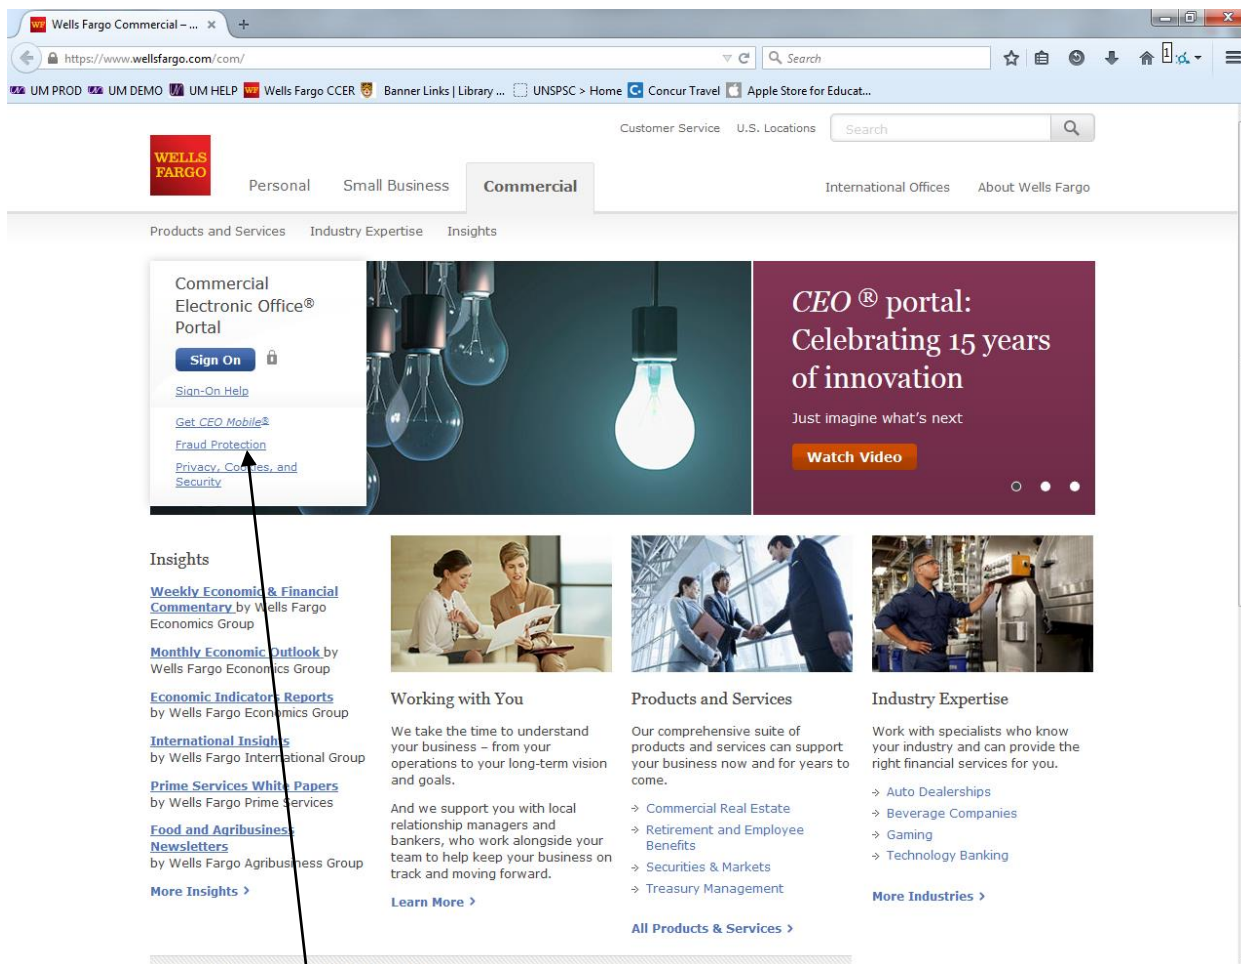 WF Wells Fargo Commercial – ... × +
https://www.wellsfargo.com/com/
Search
1
UM PROD UM DEMO UM HELP Wells Fargo CCER Banner Links | Library ... UNSPSC > Home Concur Travel Apple Store for Educat...
Customer Service U.S. Locations Search
WELLS
FARGO
Personal Small Business Commercial International Offices About Wells Fargo
Products and Services Industry Expertise Insights
Commercial
Electronic Office®
Portal
Sign On
Sign-On Help
Get CEO Mobile®
Fraud Protection
Privacy, Cookies, and
Security
CEO ® portal:
Celebrating 15 years
of innovation
Just imagine what's next
Watch Video
Insights
Weekly Economic & Financial
Commentary by Wells Fargo
Economics Group
Monthly Economic Outlook by
Wells Fargo Economics Group
Economic Indicators Reports
by Wells Fargo Economics Group
International Insights
by Wells Fargo International Group
Prime Services White Papers
by Wells Fargo Prime Services
Food and Agribusiness
Newsletters
by Wells Fargo Agribusiness Group
More Insights >
Working with You
We take the time to understand
your business – from your
operations to your long-term vision
and goals.
And we support you with local
relationship managers and
bankers, who work alongside your
team to help keep your business on
track and moving forward.
Learn More >
Products and Services
Our comprehensive suite of
products and services can support
your business now and for years to
come.
Commercial Real Estate
Retirement and Employee
Benefits
Securities & Markets
Treasury Management
All Products & Services >
Industry Expertise
Work with specialists who know
your industry and can provide the
right financial services for you.
Auto Dealerships
Beverage Companies
Gaming
Technology Banking
More Industries >